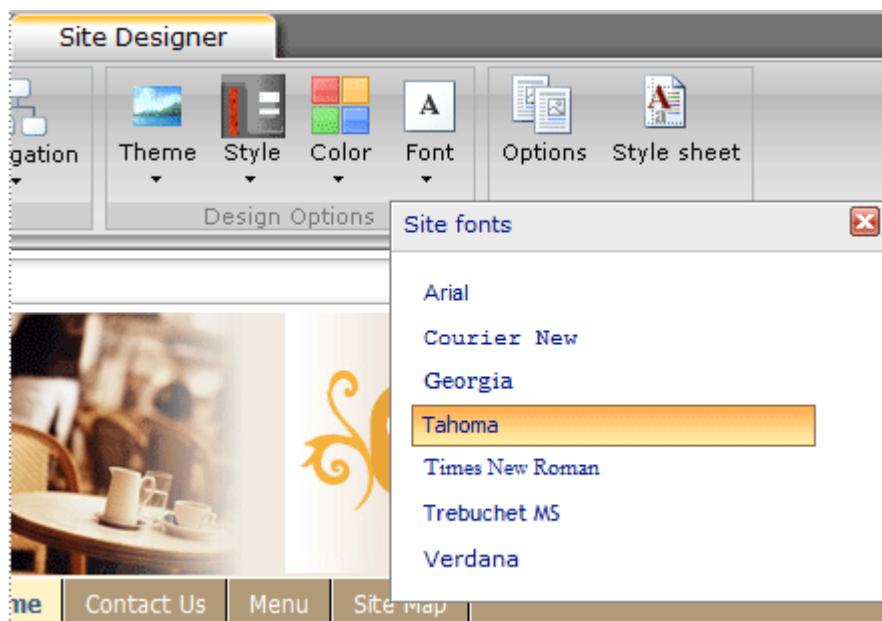 Site Designer
gation
Theme
Style
Color
Font
Options
Style sheet
Design Options
Site fonts
Arial
Courier New
Georgia
Tahoma
Times New Roman
Trebuchet MS
Verdana
me
Contact Us
Menu
Site Map